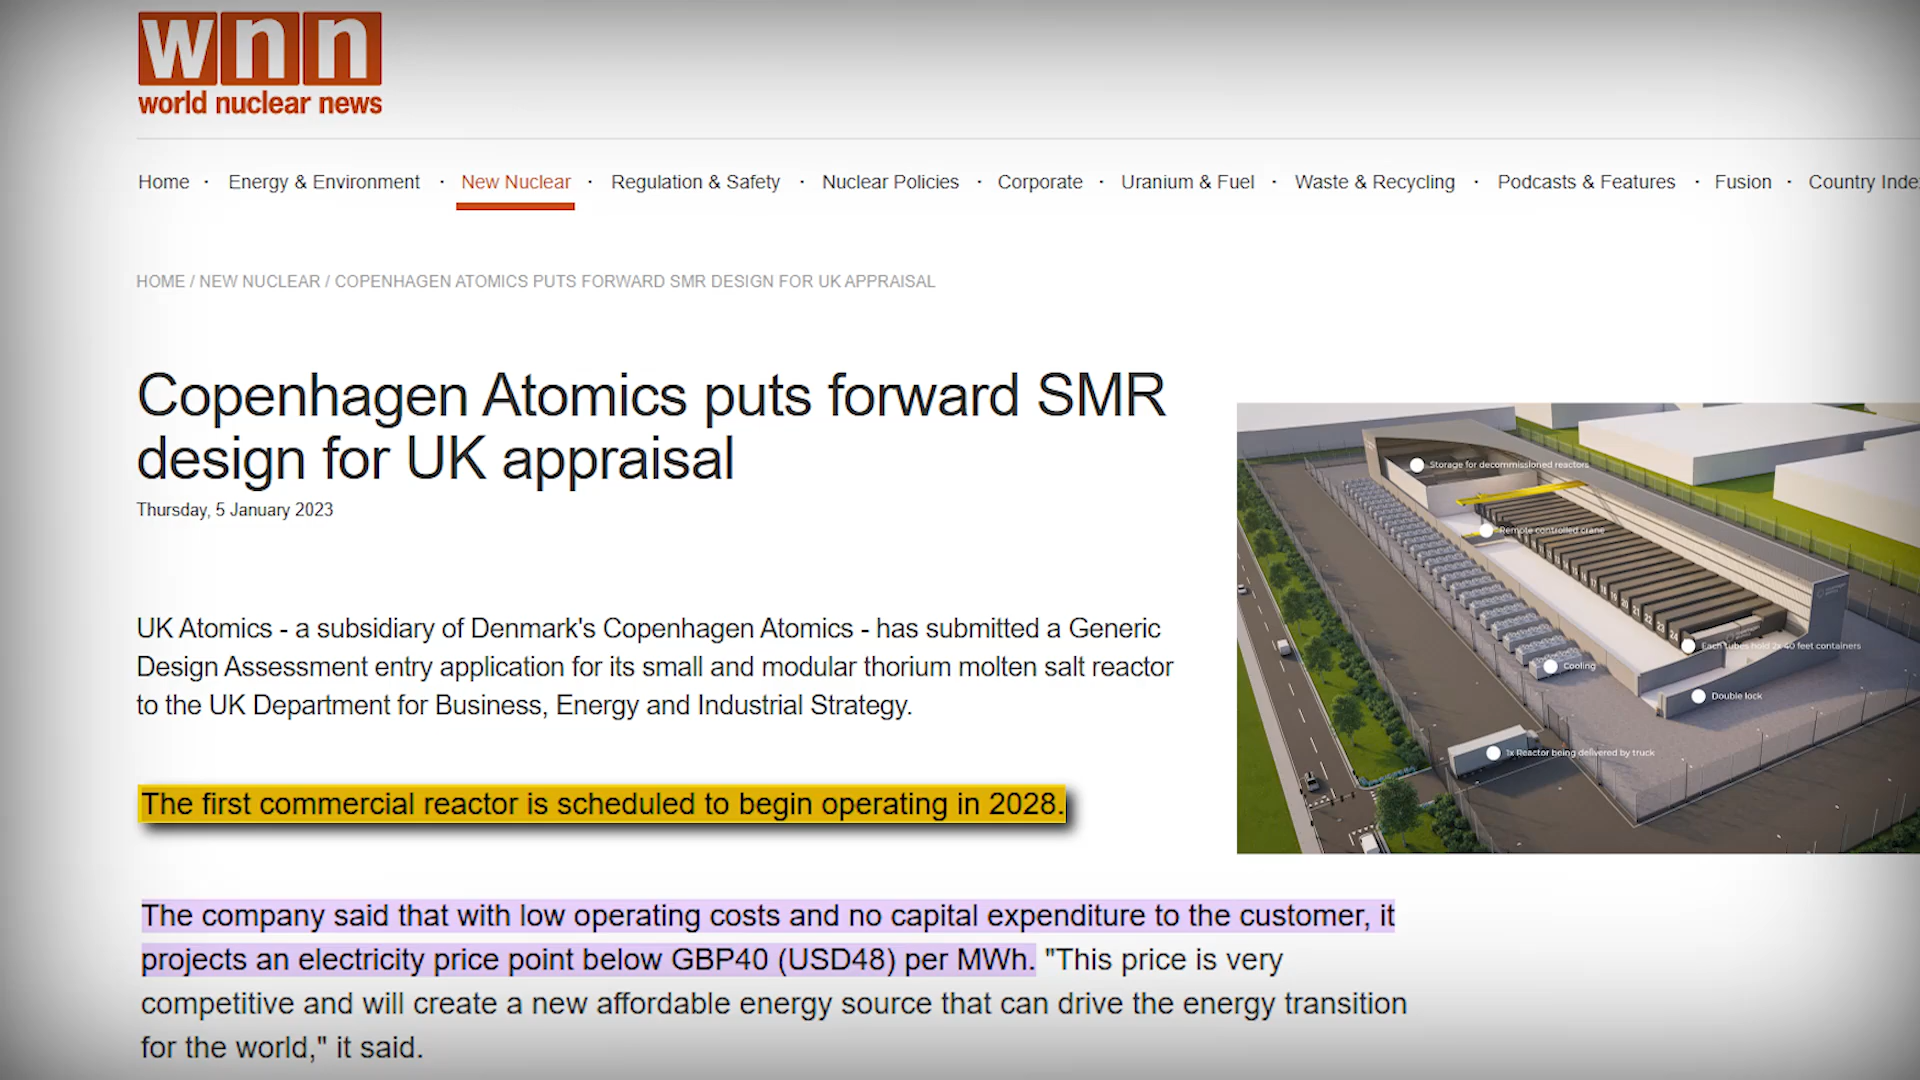 wnn
world nuclear news
Home · Energy & Environment · New Nuclear · Regulation & Safety · Nuclear Policies · Corporate · Uranium & Fuel · Waste & Recycling · Podcasts & Features · Fusion · Country Inde
HOME / NEW NUCLEAR / COPENHAGEN ATOMICS PUTS FORWARD SMR DESIGN FOR UK APPRAISAL
Copenhagen Atomics puts forward SMR
design for UK appraisal
Thursday, 5 January 2023
UK Atomics - a subsidiary of Denmark's Copenhagen Atomics - has submitted a Generic
Design Assessment entry application for its small and modular thorium molten salt reactor
to the UK Department for Business, Energy and Industrial Strategy.
The first commercial reactor is scheduled to begin operating in 2028.
The company said that with low operating costs and no capital expenditure to the customer, it
projects an electricity price point below GBP40 (USD48) per MWh. "This price is very
competitive and will create a new affordable energy source that can drive the energy transition
for the world," it said.
Storage for decommissioned reactors
Remote controlled crane
Each tubes hold 2x 40 feet containers
Cooling
Double lock
1x Reactor being delivered by truck